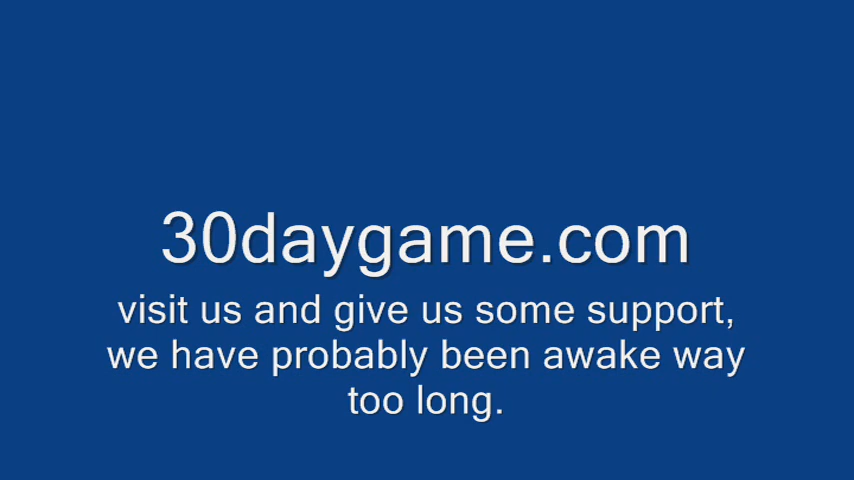 30daygame.com
visit us and give us some support,
we have probably been awake way
too long.